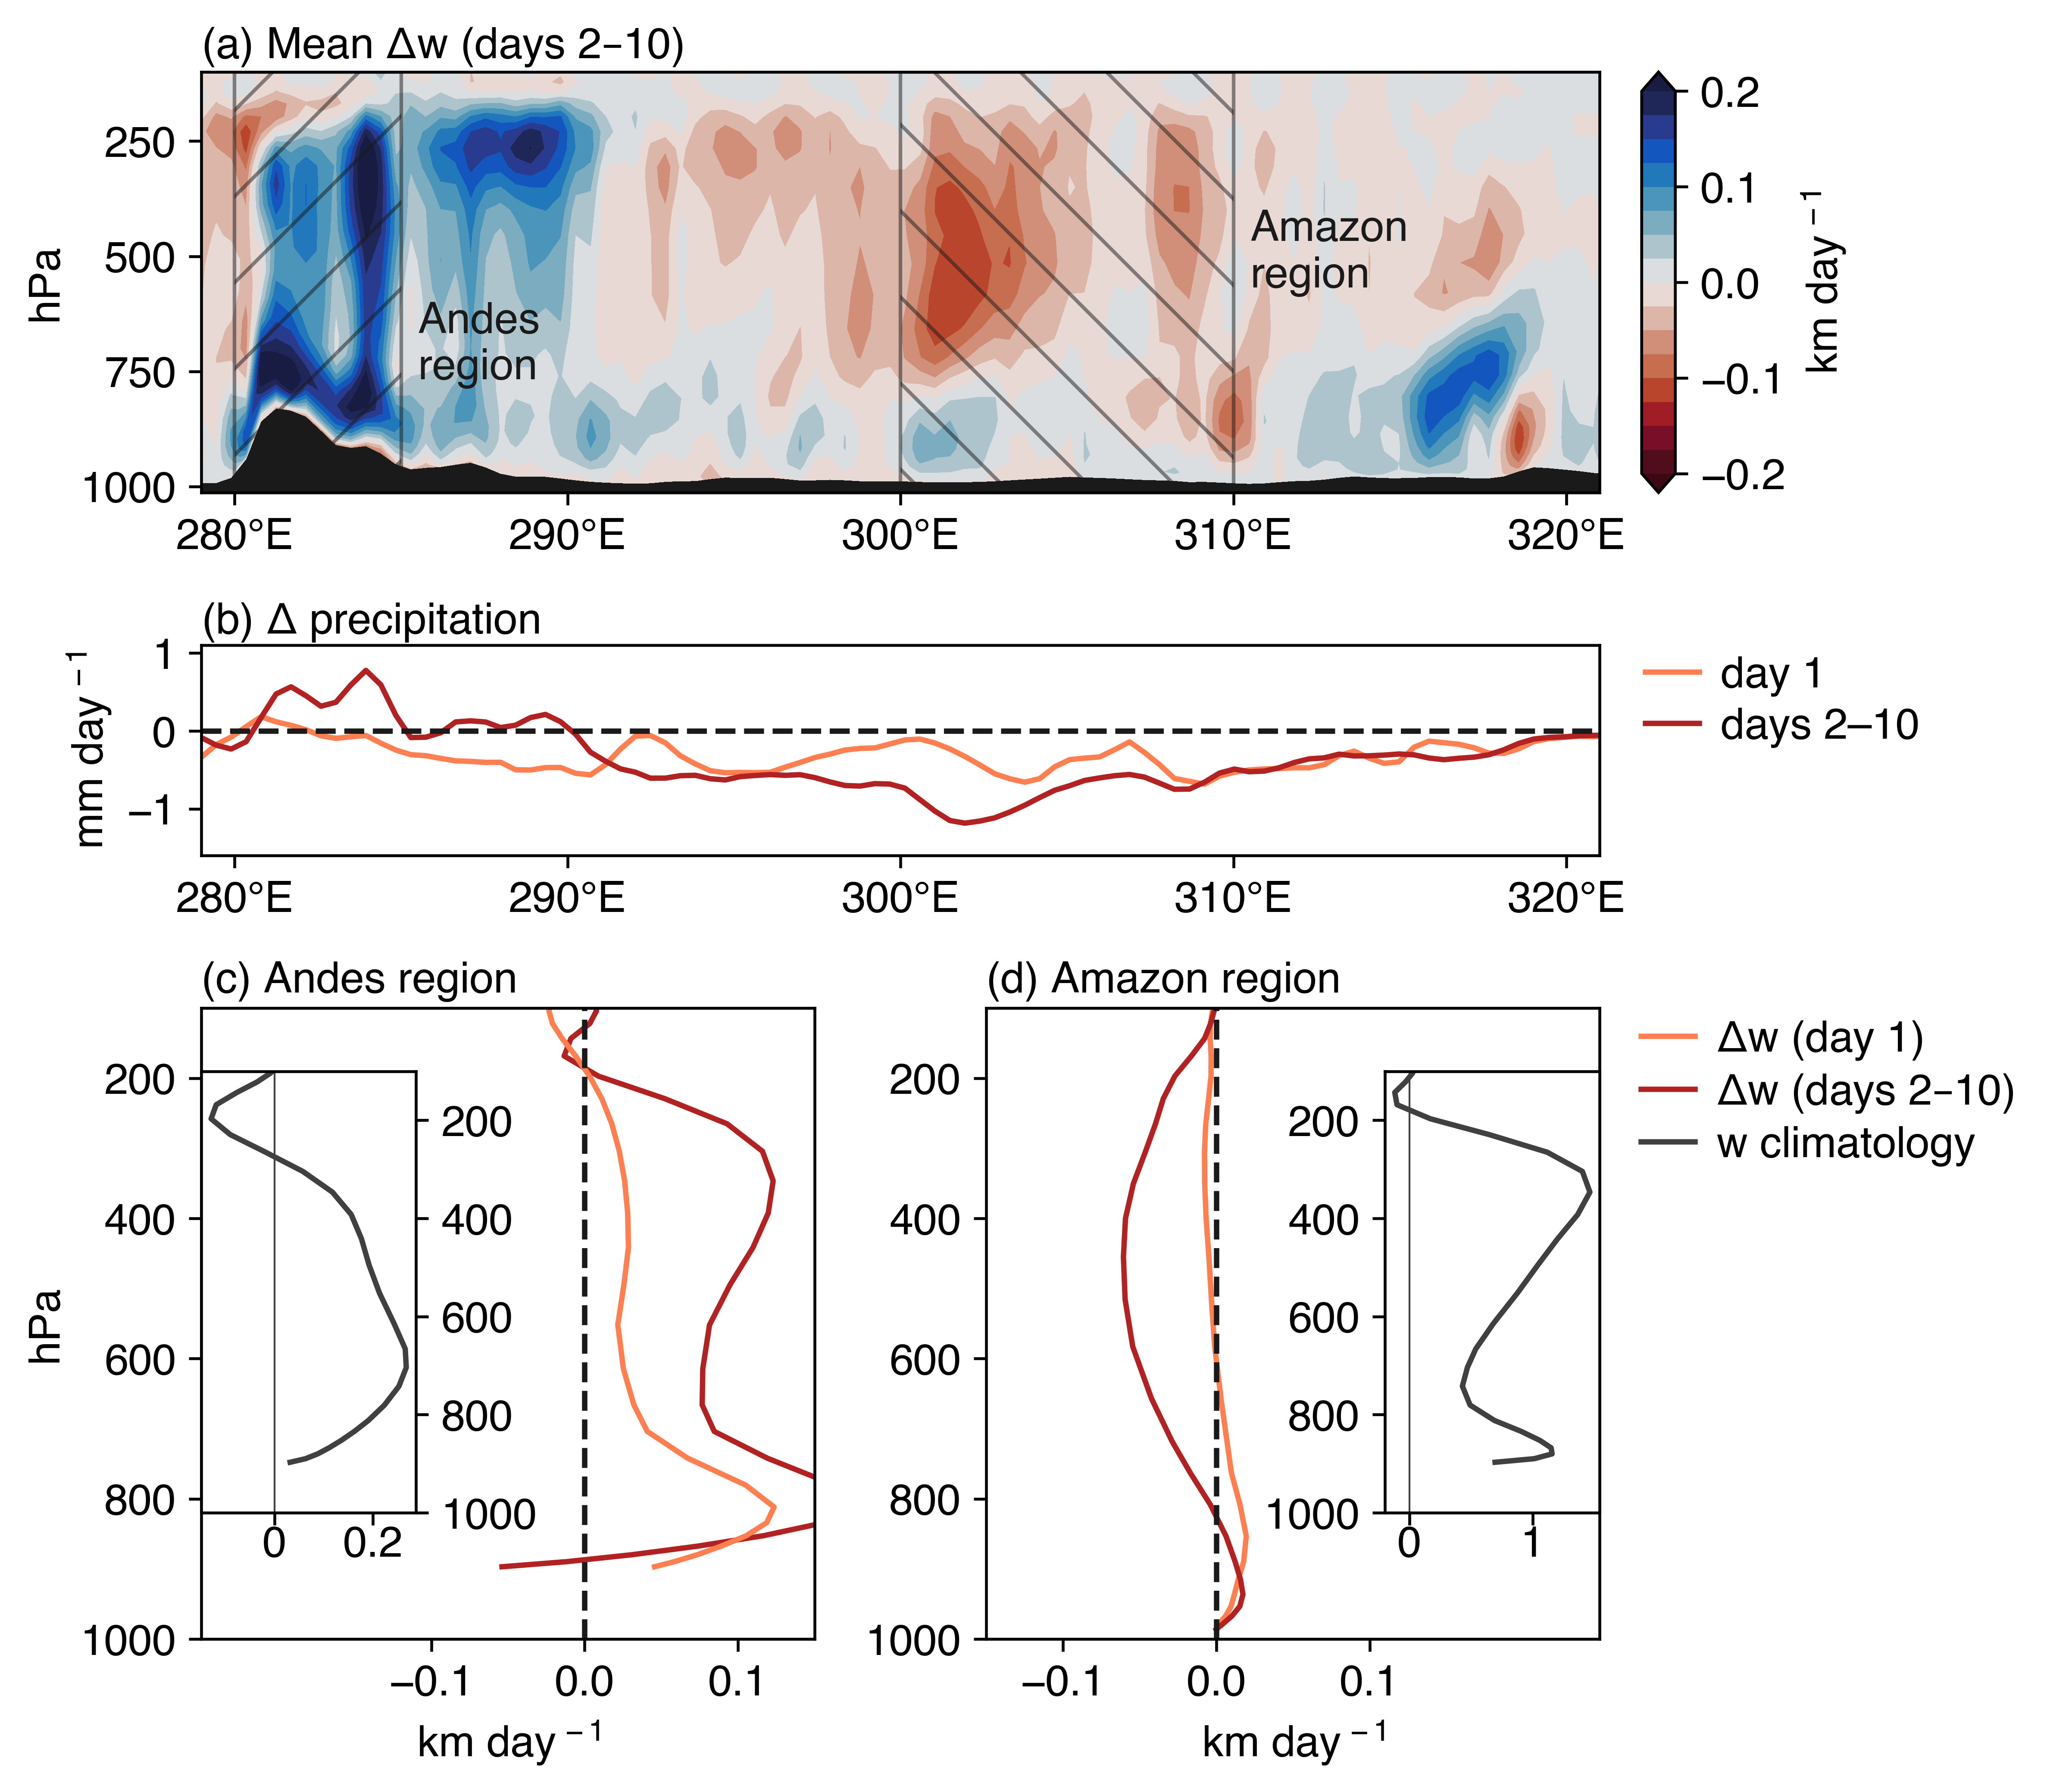 (a) Mean Δw (days 2–10)
hPa
250
500
750
1000
Andes
region
Amazon
region
280°E
290°E
300°E
310°E
320°E
0.2
0.1
0.0
−0.1
−0.2
km day⁻¹
(b) Δ precipitation
mm day⁻¹
1
0
−1
280°E
290°E
300°E
310°E
320°E
day 1
days 2–10
(c) Andes region
hPa
200
400
600
800
1000
200
400
600
800
1000
0
0.2
−0.1
0.0
0.1
km day⁻¹
(d) Amazon region
200
400
600
800
1000
200
400
600
800
1000
0
1
−0.1
0.0
0.1
km day⁻¹
Δw (day 1)
Δw (days 2–10)
w climatology